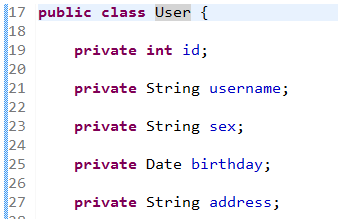 17 public class User {
18
19     private int id;
20
21     private String username;
22
23     private String sex;
24
25     private Date birthday;
26
27     private String address;